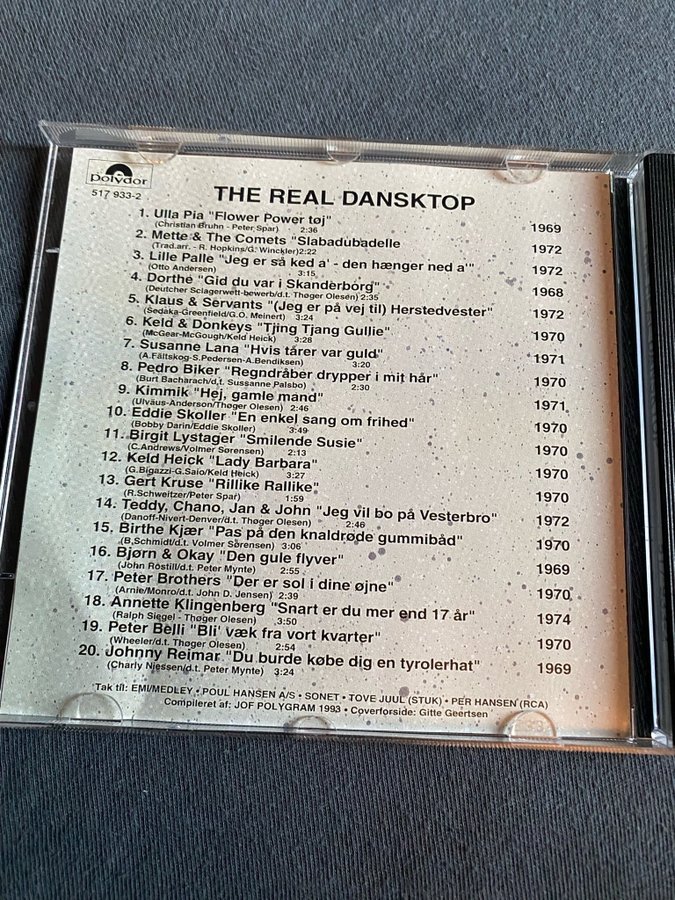 polydor
517 933-2
THE REAL DANSKTOP
1. Ulla Pia "Flower Power tøj" 1969
(Christian Bruhn - Peter Spar) 2:36
2. Mette & The Comets "Slabadubadelle 1972
(Trad.arr. - R. Hopkins/G. Winckler)2:22
3. Lille Palle "Jeg er så ked a' - den hænger ned a'" 1972
(Otto Andersen) 3:15
4. Dorthe "Gid du var i Skanderborg" 1968
(Deutcher Sclagerwett-bewerb/d.t. Thøger Olesen) 2:35
5. Klaus & Servants "(Jeg er på vej til) Herstedvester" 1972
(Sedaka-Greenfield/G.O. Meinert) 3:24
6. Keld & Donkeys "Tjing Tjang Gullie" 1970
(McGear-McGough/Keld Heick) 3:28
7. Susanne Lana "Hvis tårer var guld" 1971
(A.Fältskog-S.Pedersen-A.Bendiksen) 3:20
8. Pedro Biker "Regndråber drypper i mit hår" 1970
(Burt Bacharach/d.t. Sussanne Palsbo) 2:30
9. Kimmik "Hej, gamle mand" 1971
(Ulväus-Anderson/Thøger Olesen) 2:46
10. Eddie Skoller "En enkel sang om frihed" 1970
(Bobby Darin/Eddie Skoller) 3:49
11. Birgit Lystager "Smilende Susie" 1970
(C.Andrews/Volmer Sørensen) 2:13
12. Keld Heick "Lady Barbara" 1970
(G.Bigazzi-G.Saio/Keld Heick) 3:27
13. Gert Kruse "Rillike Rallike" 1970
(R.Schweitzer/Peter Spar) 1:59
14. Teddy, Chano, Jan & John "Jeg vil bo på Vesterbro" 1972
(Danoff-Nivert-Denver/d.t. Thøger Olesen) 2:46
15. Birthe Kjær "Pas på den knaldrøde gummibåd" 1970
(B,Schmidt/d.t. Volmer Sørensen) 3:06
16. Bjørn & Okay "Den gule flyver" 1969
(John Rostill/d.t. Peter Mynte) 2:55
17. Peter Brothers "Der er sol i dine øjne" 1970
(Arnie/Monro/d.t. John D. Jensen) 2:39
18. Annette Klingenberg "Snart er du mer end 17 år" 1974
(Ralph Siegel - Thøger Olesen) 3:50
19. Peter Belli "Bli' væk fra vort kvarter" 1970
(Wheeler/d.t. Thøger Olesen) 2:54
20. Johnny Reimar "Du burde købe dig en tyrolerhat" 1969
(Charly Niessen/d.t. Peter Mynte) 3:24
Tak til: EMI/MEDLEY • POUL HANSEN A/S • SONET • TOVE JUUL (STUK) • PER HANSEN (RCA)
Compileret af: JOF POLYGRAM 1993 • Coverforside: Gitte Geertsen